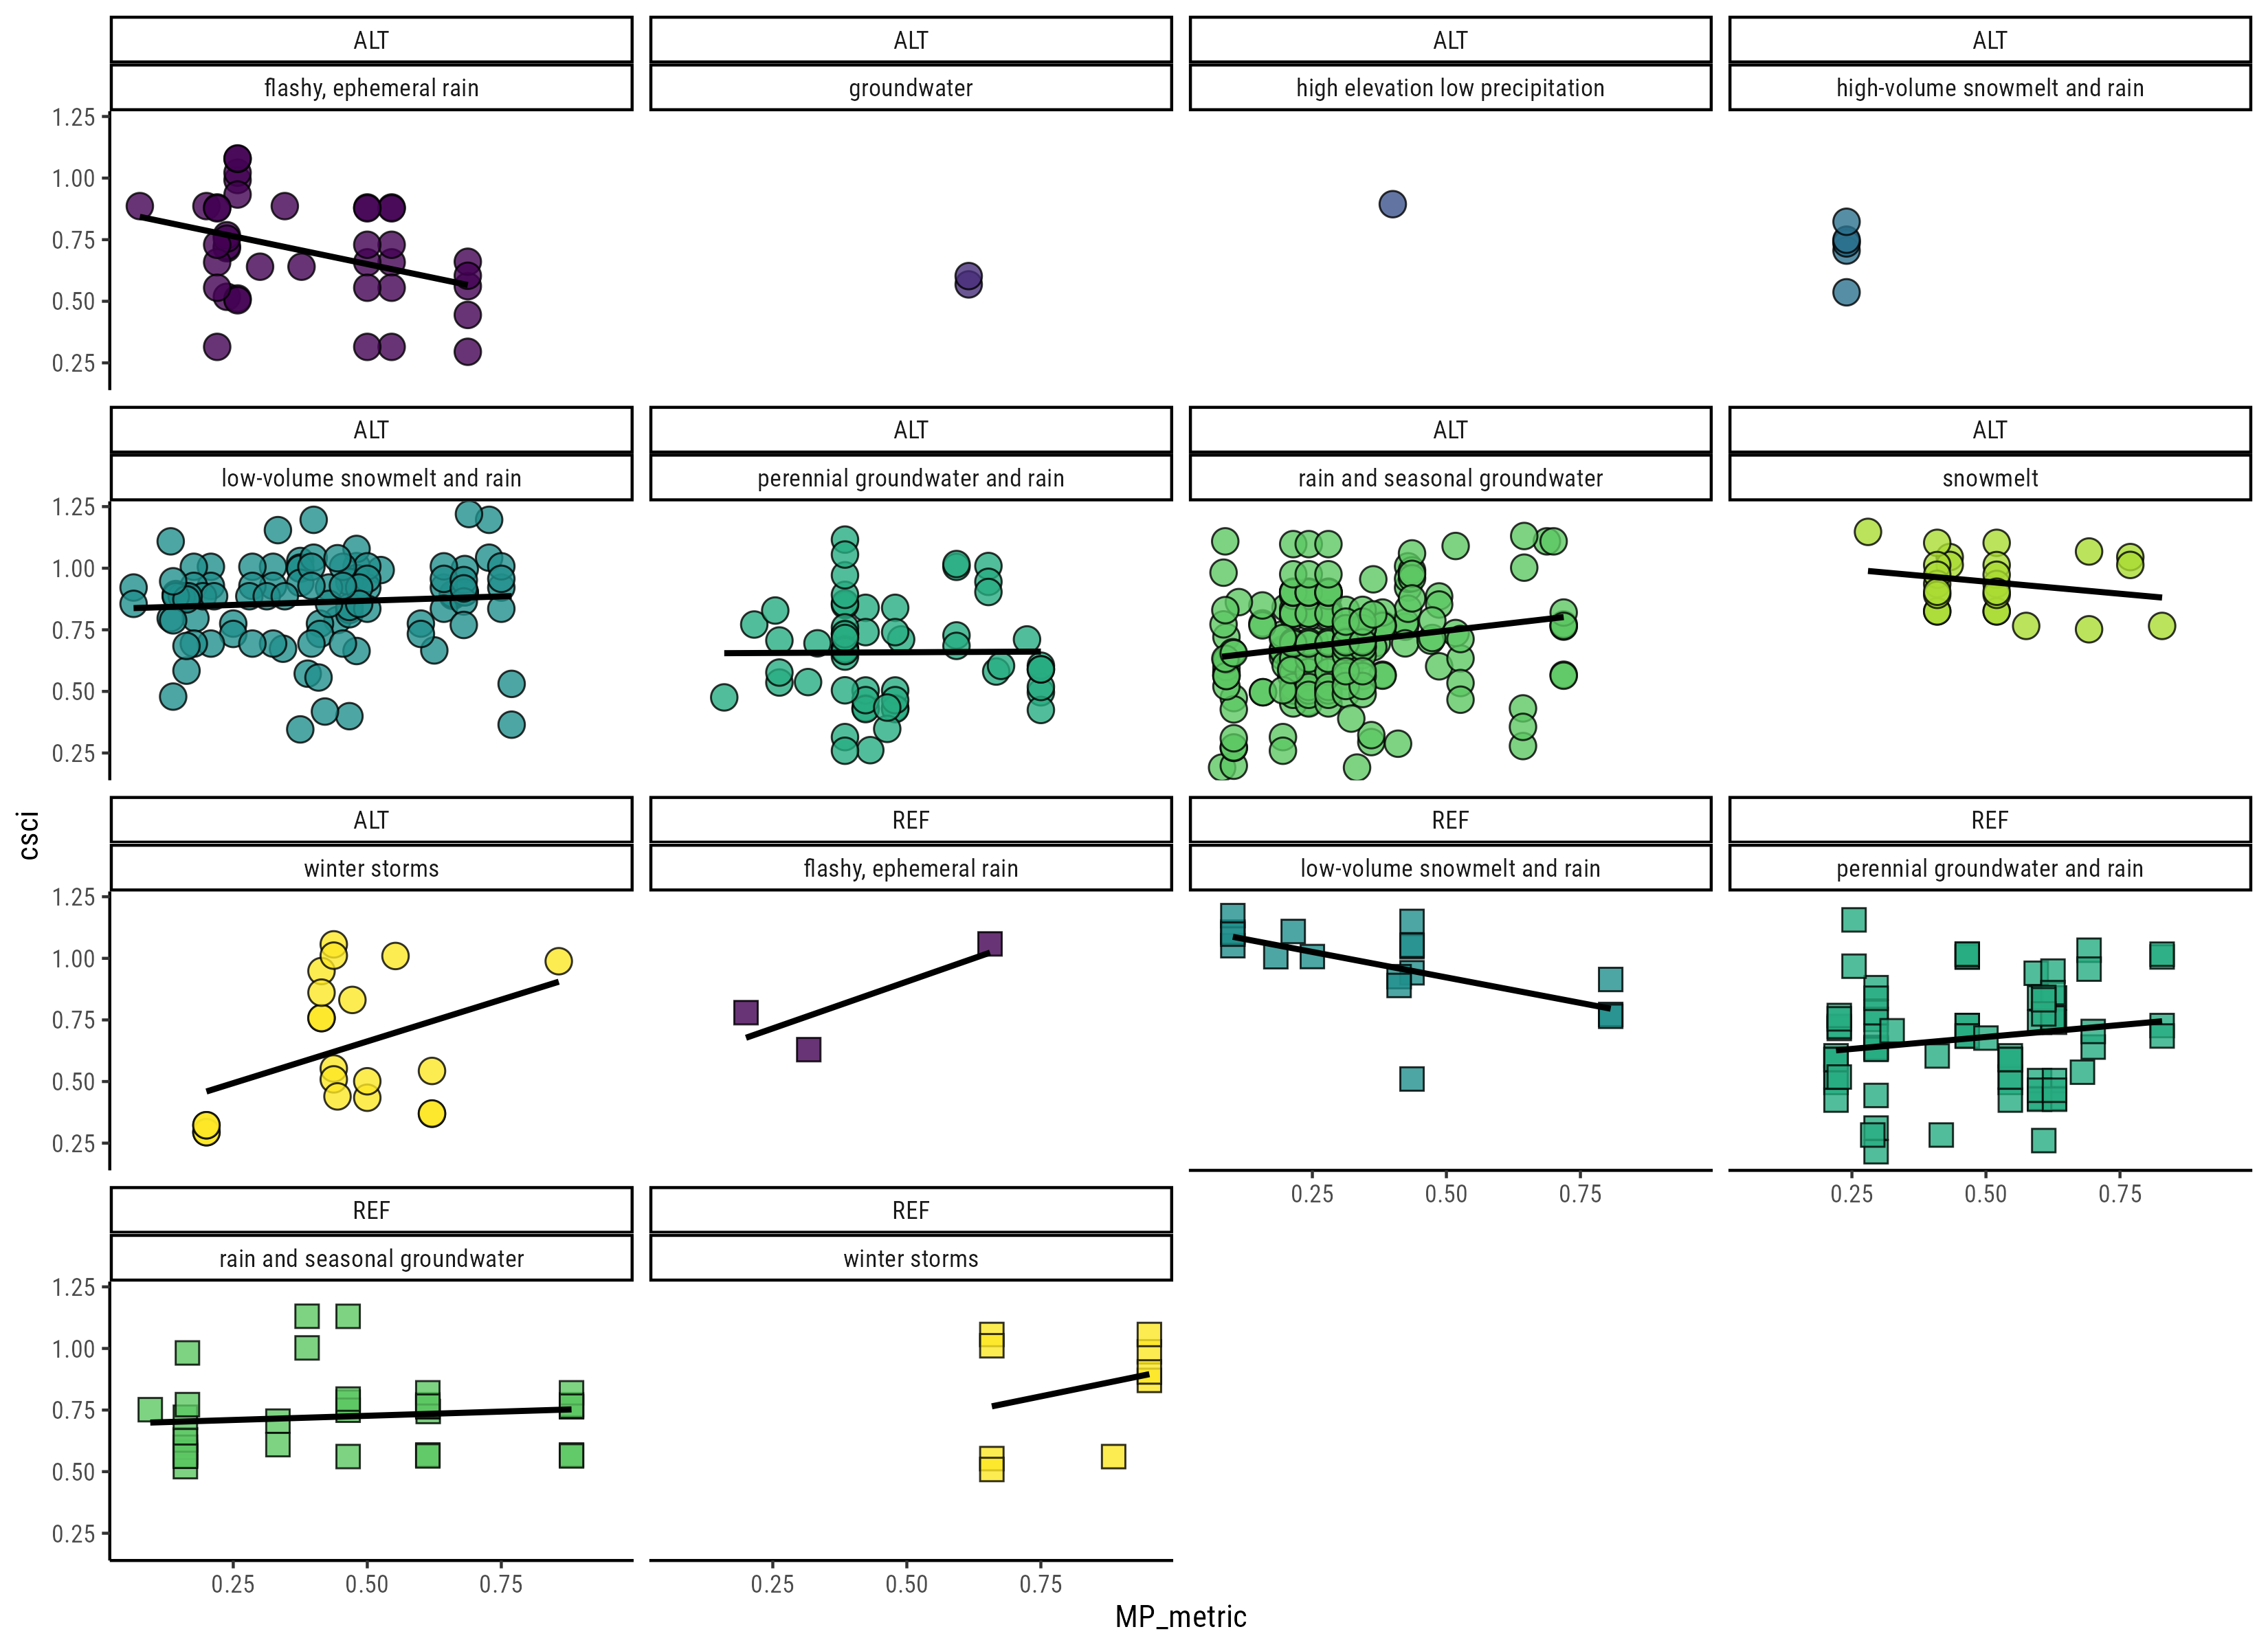 ALT ALT ALT ALT
flashy, ephemeral rain groundwater high elevation low precipitation high-volume snowmelt and rain
1.25
1.00
0.75
0.50
0.25
ALT ALT ALT ALT
low-volume snowmelt and rain perennial groundwater and rain rain and seasonal groundwater snowmelt
1.25
1.00
0.75
0.50
0.25
csci
ALT REF REF REF
winter storms flashy, ephemeral rain low-volume snowmelt and rain perennial groundwater and rain
1.25
1.00
0.75
0.50
0.25
0.25 0.50 0.75 0.25 0.50 0.75
REF REF
rain and seasonal groundwater winter storms
1.25
1.00
0.75
0.50
0.25
0.25 0.50 0.75 0.25 0.50 0.75
MP_metric